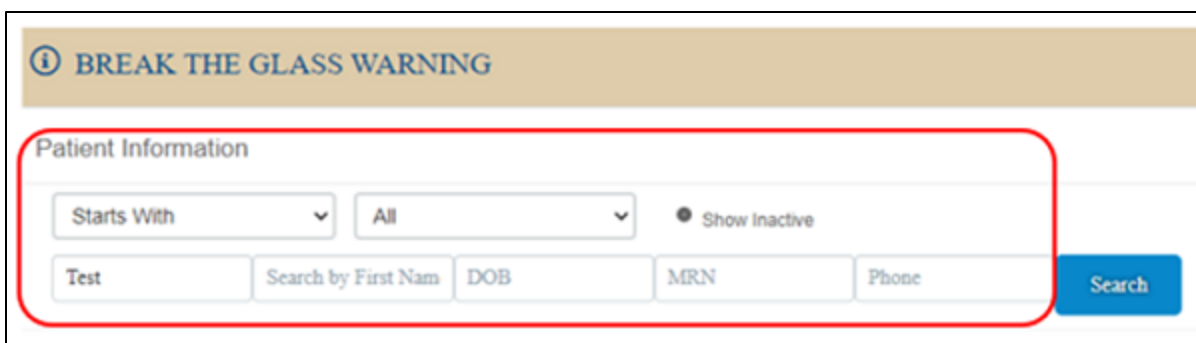 BREAK THE GLASS WARNING
Patient Information
Starts With All Show Inactive
Test Search by First Nam DOB MRN Phone Search